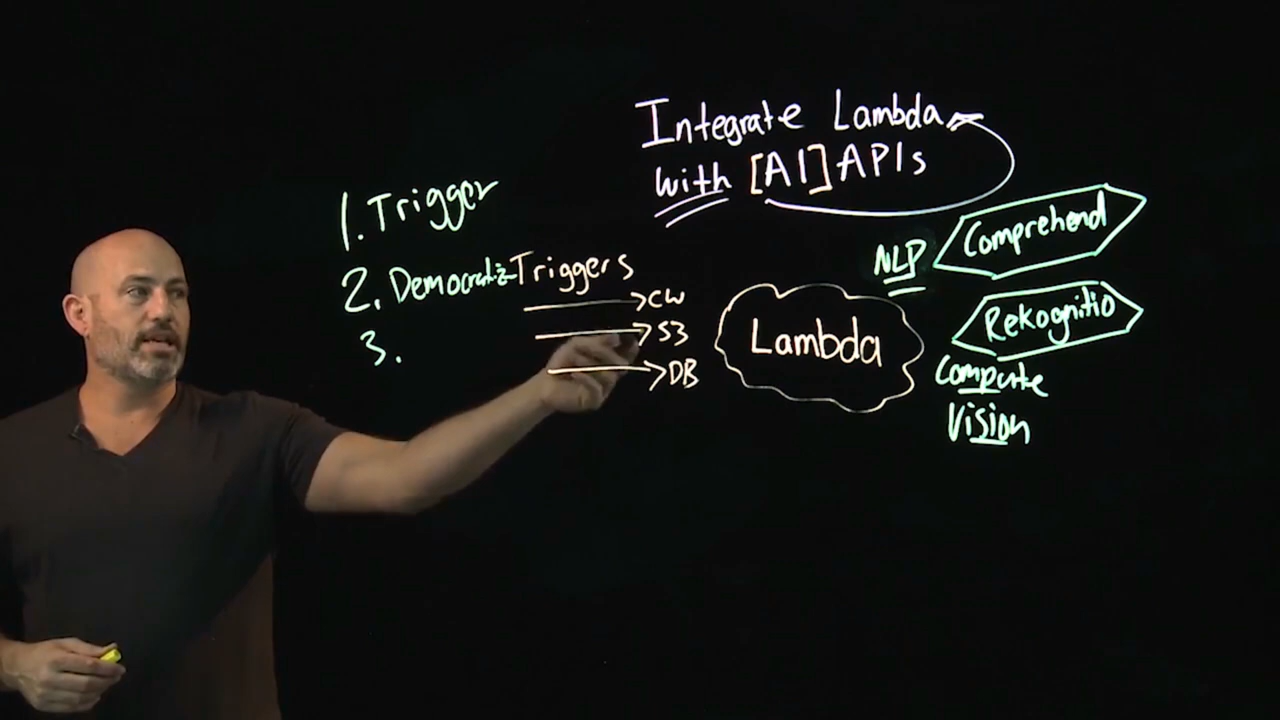 Integrate Lambda
with [AI] APIs
1. Trigger
2. Democratiz
3.
Triggers
CW
S3
DB
Lambda
NLP
Comprehend
Rekognitio
Compute
Vision